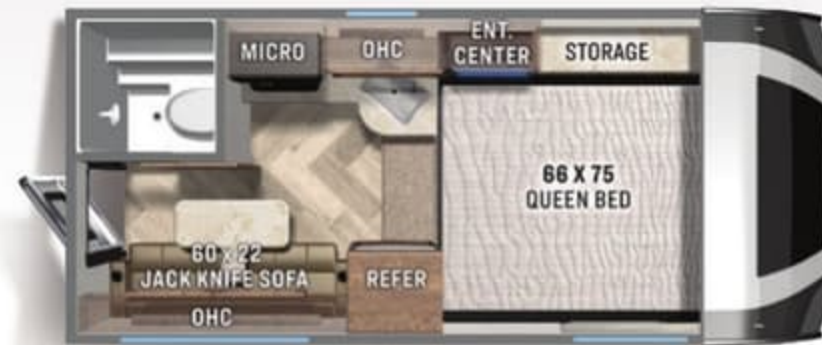 MICRO
OHC
ENT.
CENTER
STORAGE
66 X 75
QUEEN BED
60 x 22
JACK KNIFE SOFA
REFER
OHC